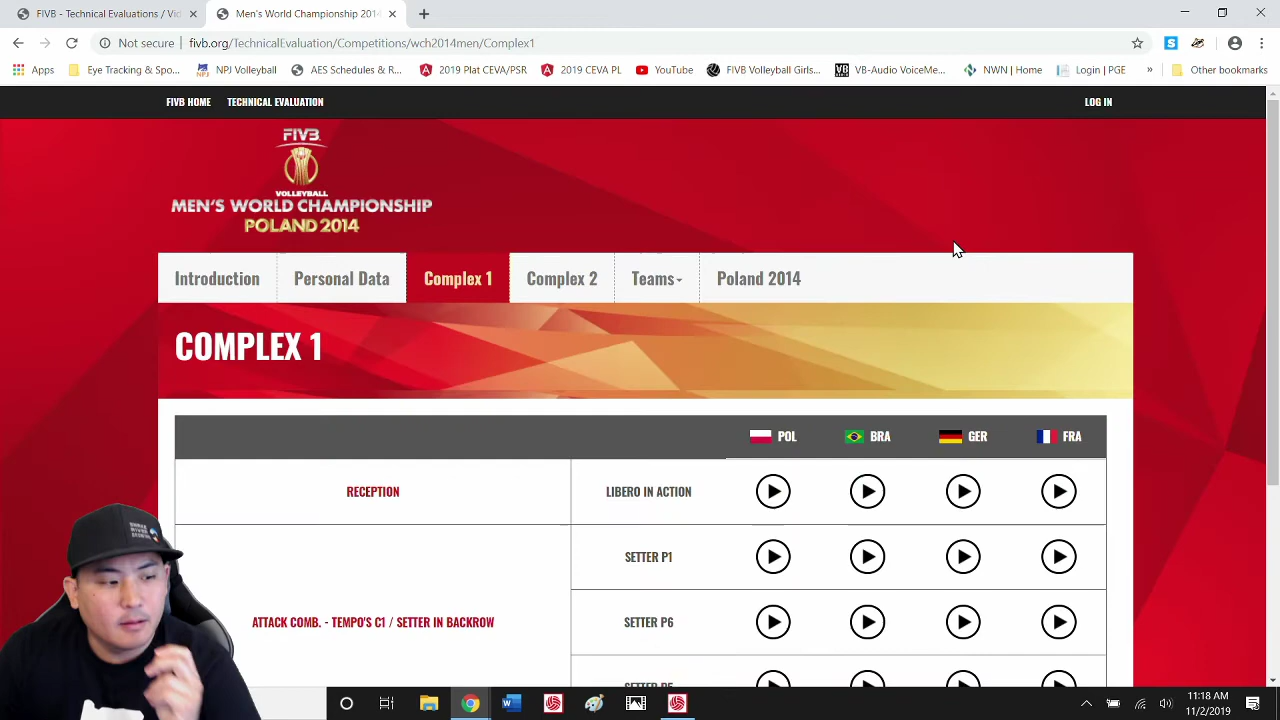 FIVB - Technical Evaluations / Vid
Men's World Championship 2014
Not secure
fivb.org/TechnicalEvaluation/Competitions/wch2014men/Complex1
Apps
Eye Tracking & Spo...
NPJ Volleyball
AES Schedules & R...
2019 Plat CEVA/PSR
2019 CEVA PL
YouTube
FIVB Volleyball Girls...
VB-Audio VoiceMe...
NWN | Home
Login | PGE
»
Other bookmarks
FIVB HOME
TECHNICAL EVALUATION
LOG IN
FIVB
VOLLEYBALL
MEN'S WORLD CHAMPIONSHIP
POLAND 2014
Introduction
Personal Data
Complex 1
Complex 2
Teams
Poland 2014
COMPLEX 1
POL
BRA
GER
FRA
RECEPTION
LIBERO IN ACTION
SETTER P1
ATTACK COMB. - TEMPO'S C1 / SETTER IN BACKROW
SETTER P6
SETTER P5
11:18 AM
11/2/2019